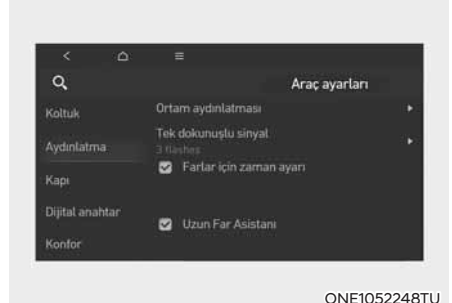 Araç ayarları
Koltuk
Aydınlatma
Kapı
Dijital anahtar
Konfor
Ortam aydınlatması
Tek dokunuşlu sinyal
3 flashes
Farlar için zaman ayarı
Uzun Far Asistanı
ONE1052248TU